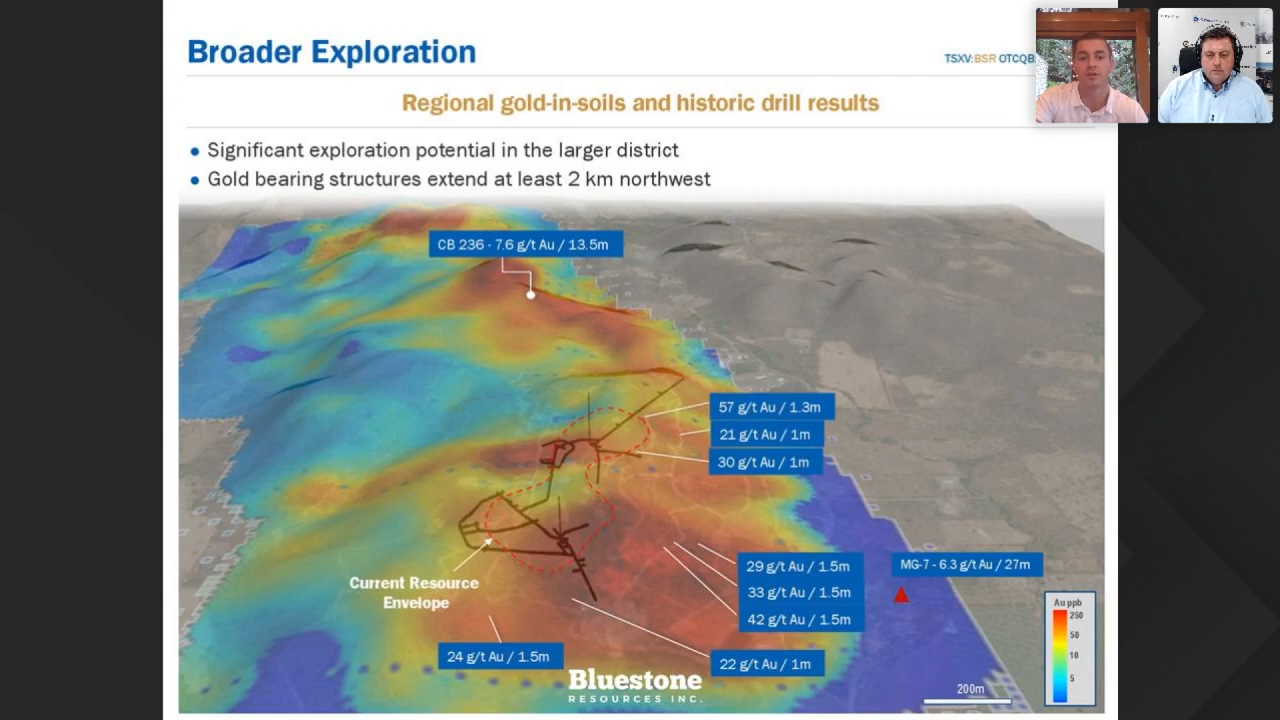 Broader Exploration
TSXV:BSR OTCQB:
Regional gold-in-soils and historic drill results
• Significant exploration potential in the larger district
• Gold bearing structures extend at least 2 km northwest
CB 236 - 7.6 g/t Au / 13.5m
57 g/t Au / 1.3m
21 g/t Au / 1m
30 g/t Au / 1m
29 g/t Au / 1.5m
33 g/t Au / 1.5m
42 g/t Au / 1.5m
MG-7 - 6.3 g/t Au / 27m
Current Resource
Envelope
24 g/t Au / 1.5m
22 g/t Au / 1m
Au ppb
250
50
10
5
Bluestone
RESOURCES INC.
200m